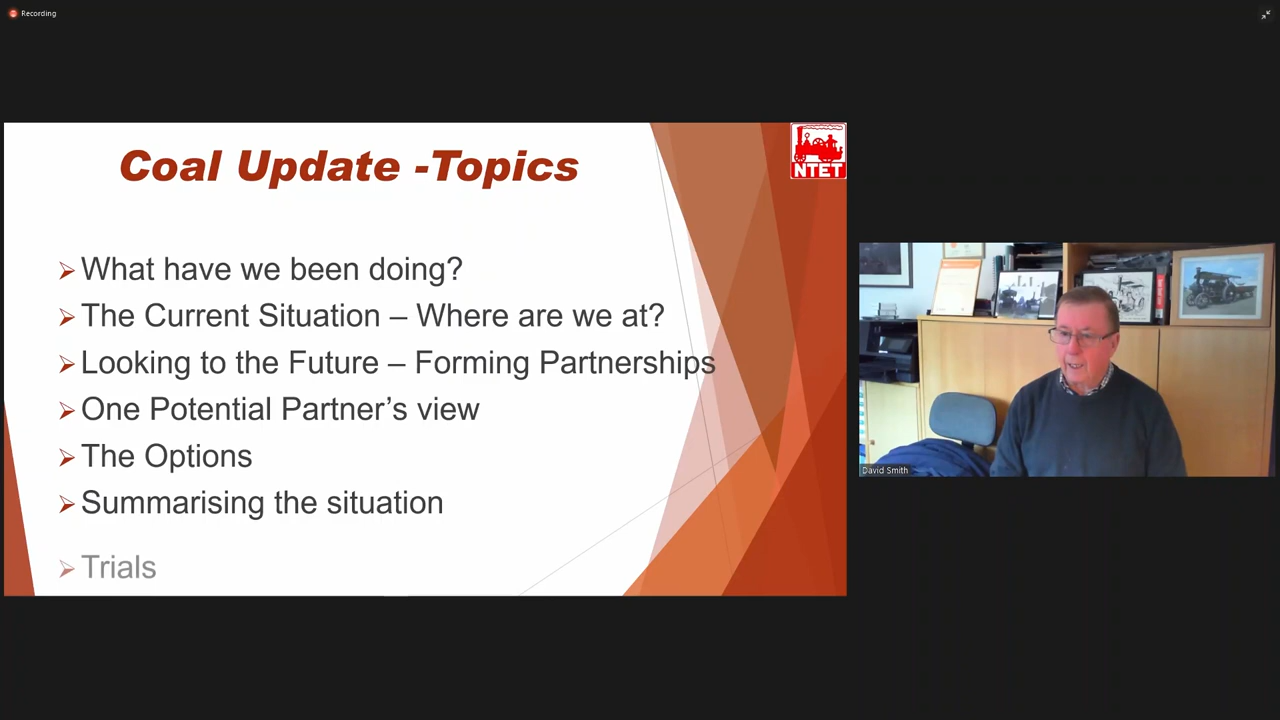 Recording
Coal Update -Topics
NTET
What have we been doing?
The Current Situation – Where are we at?
Looking to the Future – Forming Partnerships
One Potential Partner’s view
The Options
Summarising the situation
Trials
David Smith